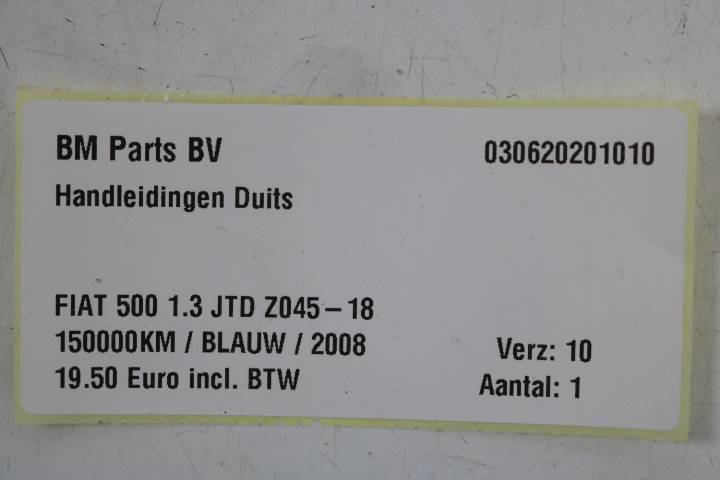 BM Parts BV 030620201010
Handleidingen Duits
FIAT 500 1.3 JTD Z045-18
150000KM / BLAUW / 2008 Verz: 10
19.50 Euro incl. BTW Aantal: 1